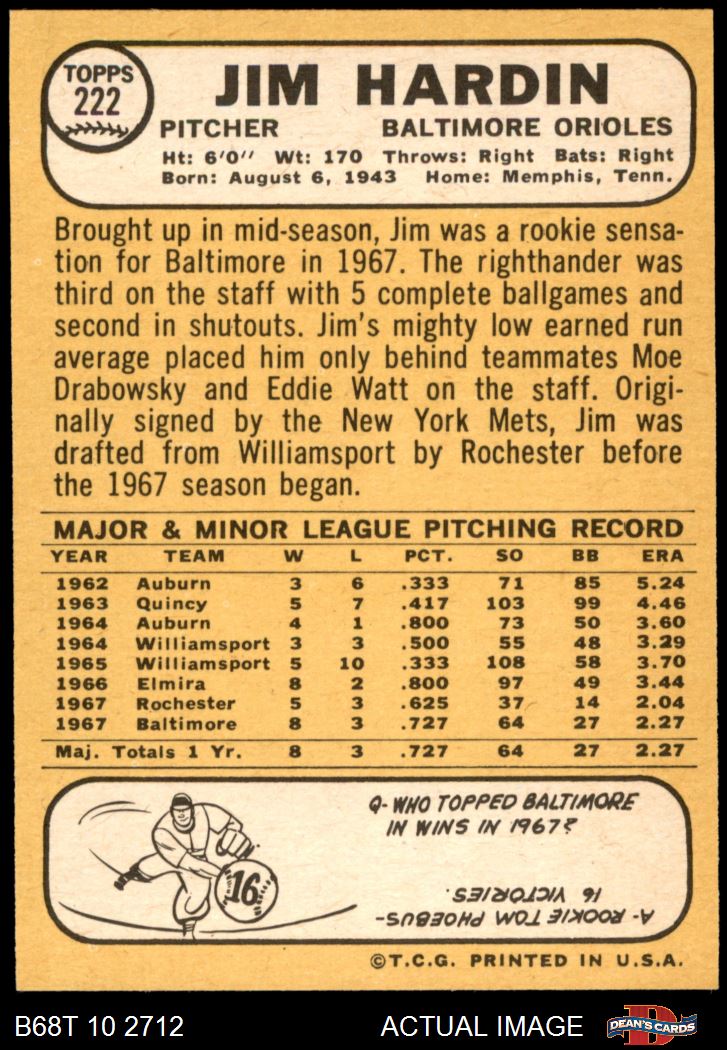 TOPPS
222
JIM HARDIN
PITCHER BALTIMORE ORIOLES
Ht: 6'0" Wt: 170 Throws: Right Bats: Right
Born: August 6, 1943 Home: Memphis, Tenn.
Brought up in mid-season, Jim was a rookie sensa-
tion for Baltimore in 1967. The righthander was
third on the staff with 5 complete ballgames and
second in shutouts. Jim's mighty low earned run
average placed him only behind teammates Moe
Drabowsky and Eddie Watt on the staff. Origi-
nally signed by the New York Mets, Jim was
drafted from Williamsport by Rochester before
the 1967 season began.
MAJOR & MINOR LEAGUE PITCHING RECORD
YEAR TEAM W L PCT. SO BB ERA
1962 Auburn 3 6 .333 71 85 5.24
1963 Quincy 5 7 .417 103 99 4.46
1964 Auburn 4 1 .800 73 50 3.60
1964 Williamsport 3 3 .500 55 48 3.29
1965 Williamsport 5 10 .333 108 58 3.70
1966 Elmira 8 2 .800 97 49 3.44
1967 Rochester 5 3 .625 37 14 2.04
1967 Baltimore 8 3 .727 64 27 2.27
Maj. Totals 1 Yr. 8 3 .727 64 27 2.27
16
Q- WHO TOPPED BALTIMORE
IN WINS IN 1967?
A- ROOKIE TOM PHOEBUS-
16 VICTORIES.
©T.C.G. PRINTED IN U.S.A.
B68T 10 2712 ACTUAL IMAGE
D
DEAN'S CARDS